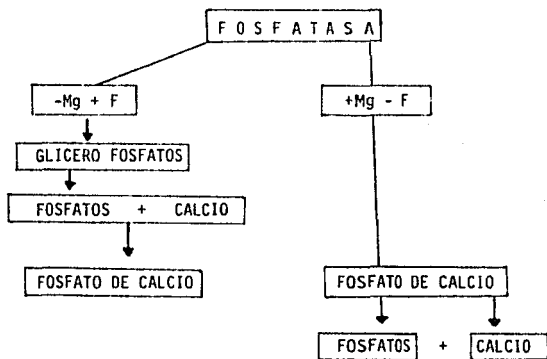 F O S F A T A S A
-Mg + F
+Mg - F
GLICERO FOSFATOS
FOSFATOS + CALCIO
FOSFATO DE CALCIO
FOSFATO DE CALCIO
FOSFATOS + CALCIO